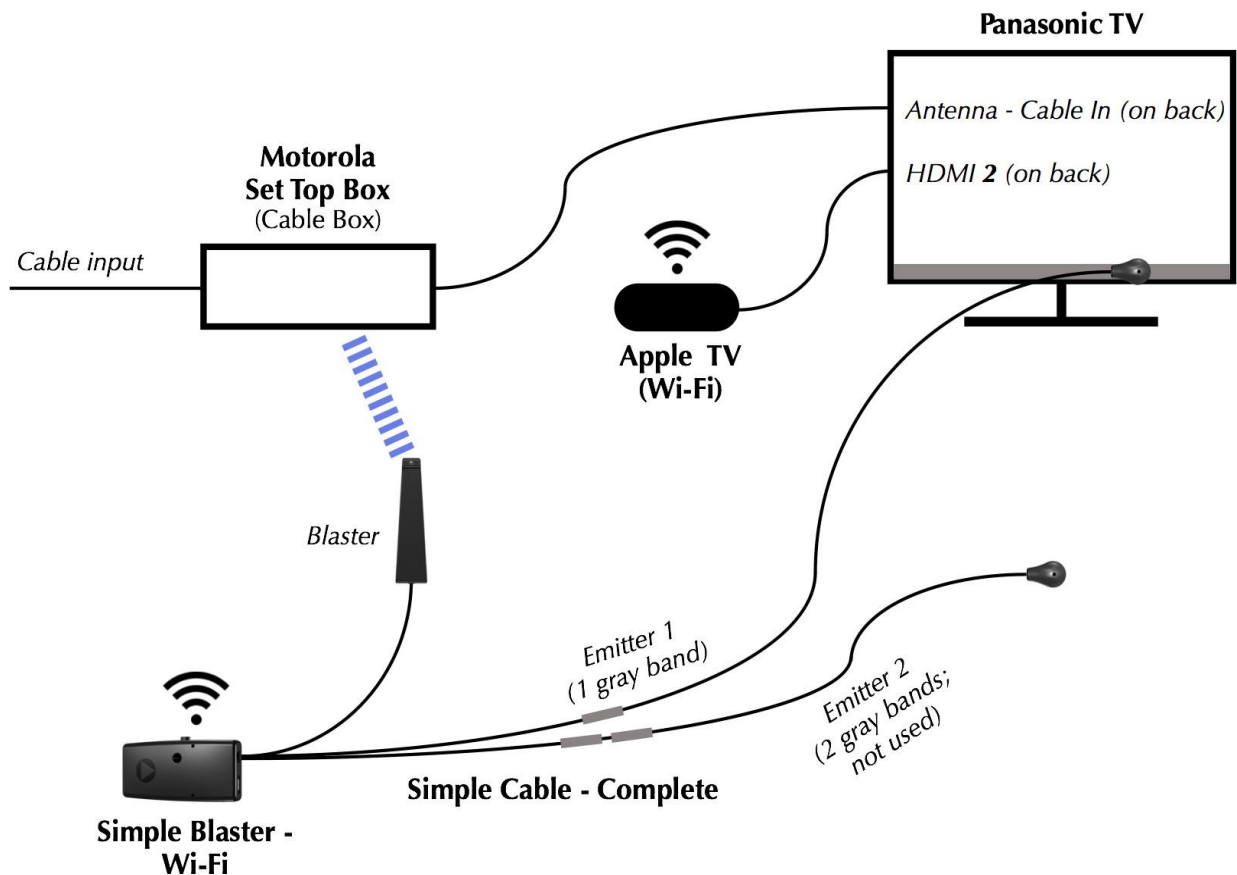 Panasonic TV
Antenna - Cable In (on back)
HDMI 2 (on back)
Motorola
Set Top Box
(Cable Box)
Cable input
Apple TV
(Wi-Fi)
Blaster
Emitter 1
(1 gray band)
Emitter 2
(2 gray bands;
not used)
Simple Cable - Complete
Simple Blaster -
Wi-Fi